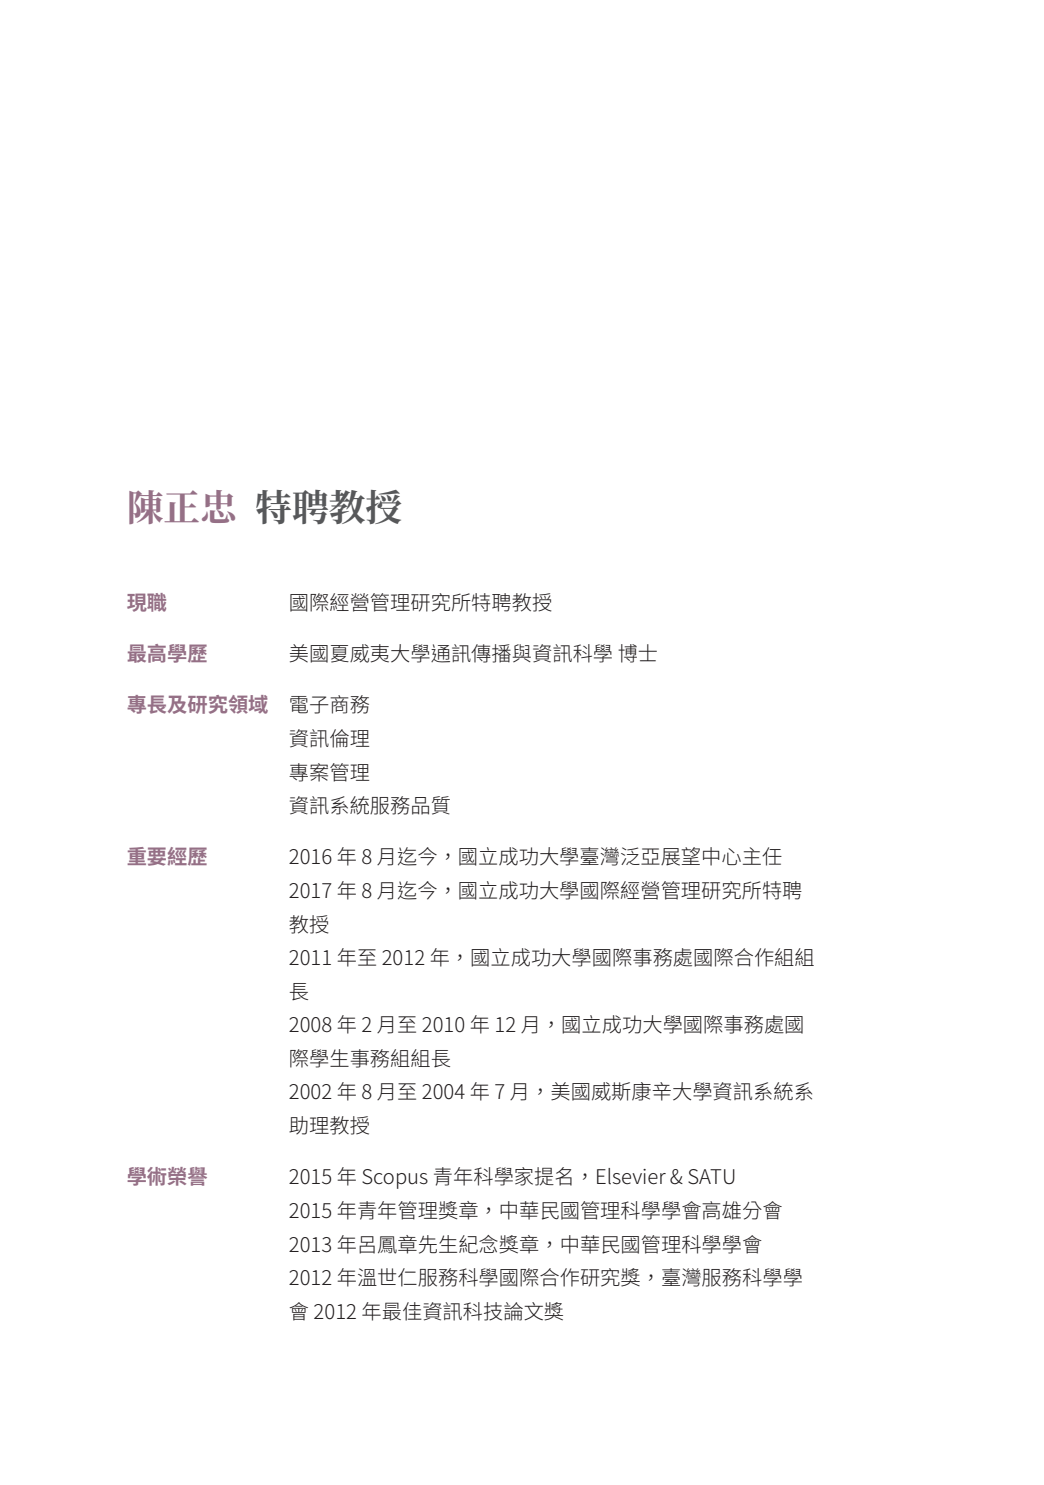 陳正忠 特聘教授
現職 國際經營管理研究所特聘教授
最高學歷 美國夏威夷大學通訊傳播與資訊科學 博士
專長及研究領域 電子商務
資訊倫理
專案管理
資訊系統服務品質
重要經歷 2016 年 8 月迄今，國立成功大學臺灣泛亞展望中心主任
2017 年 8 月迄今，國立成功大學國際經營管理研究所特聘
教授
2011 年至 2012 年，國立成功大學國際事務處國際合作組組
長
2008 年 2 月至 2010 年 12 月，國立成功大學國際事務處國
際學生事務組組長
2002 年 8 月至 2004 年 7 月，美國威斯康辛大學資訊系統系
助理教授
學術榮譽 2015 年 Scopus 青年科學家提名，Elsevier & SATU
2015 年青年管理獎章，中華民國管理科學學會高雄分會
2013 年呂鳳章先生紀念獎章，中華民國管理科學學會
2012 年溫世仁服務科學國際合作研究獎，臺灣服務科學學
會 2012 年最佳資訊科技論文獎